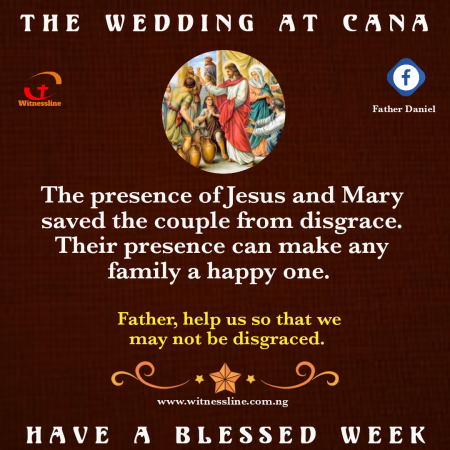 THE WEDDING AT CANA
Witnessline
Father Daniel
The presence of Jesus and Mary
saved the couple from disgrace.
Their presence can make any
family a happy one.
Father, help us so that we
may not be disgraced.
www.witnessline.com.ng
HAVE A BLESSED WEEK